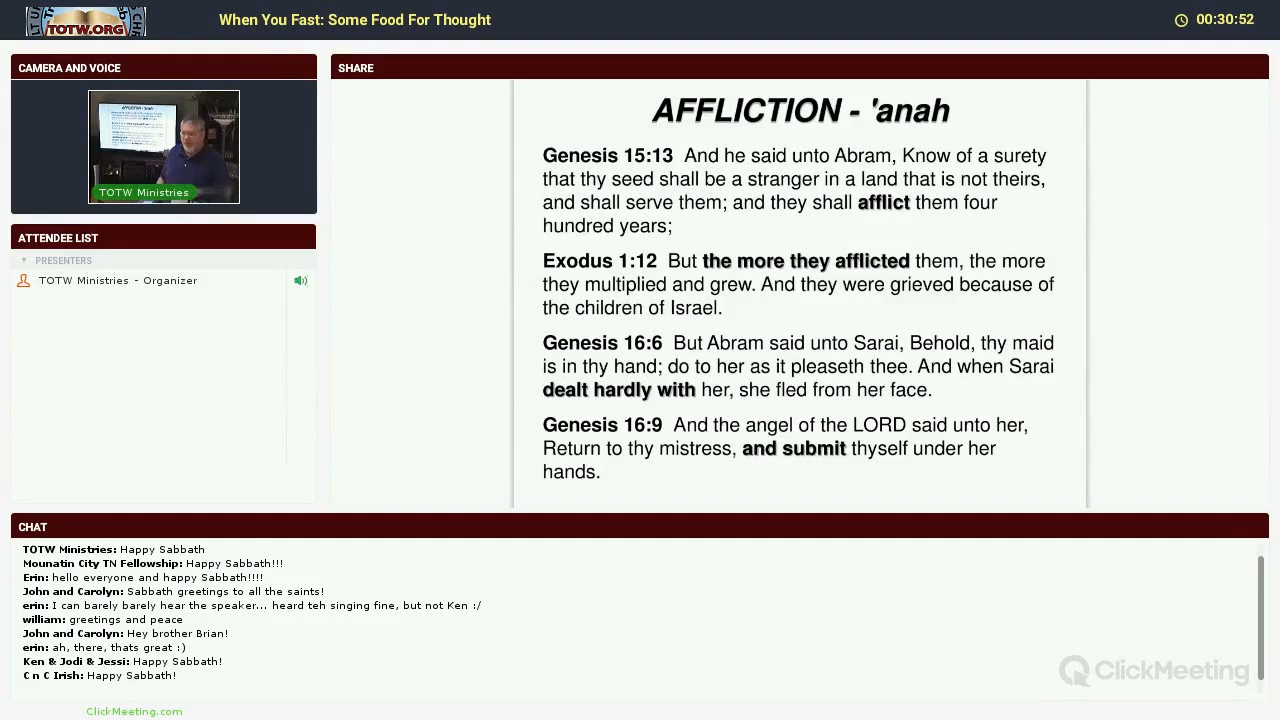 TOTW.ORG
When You Fast: Some Food For Thought
00:30:52
CAMERA AND VOICE
AFFLICTION - 'anah
TOTW Ministries
ATTENDEE LIST
PRESENTERS
TOTW Ministries - Organizer
SHARE
AFFLICTION - 'anah
Genesis 15:13 And he said unto Abram, Know of a surety
that thy seed shall be a stranger in a land that is not theirs,
and shall serve them; and they shall afflict them four
hundred years;
Exodus 1:12 But the more they afflicted them, the more
they multiplied and grew. And they were grieved because of
the children of Israel.
Genesis 16:6 But Abram said unto Sarai, Behold, thy maid
is in thy hand; do to her as it pleaseth thee. And when Sarai
dealt hardly with her, she fled from her face.
Genesis 16:9 And the angel of the LORD said unto her,
Return to thy mistress, and submit thyself under her
hands.
CHAT
TOTW Ministries: Happy Sabbath
Mounatin City TN Fellowship: Happy Sabbath!!!
Erin: hello everyone and happy Sabbath!!!!
John and Carolyn: Sabbath greetings to all the saints!
erin: I can barely barely hear the speaker... heard teh singing fine, but not Ken :/
william: greetings and peace
John and Carolyn: Hey brother Brian!
erin: ah, there, thats great :)
Ken & Jodi & Jessi: Happy Sabbath!
C n C Irish: Happy Sabbath!
ClickMeeting
ClickMeeting.com